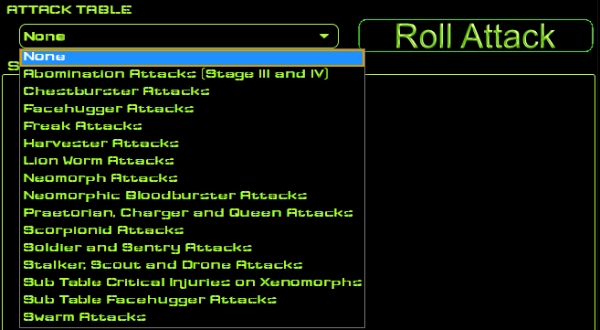 ATTACK TABLE
None
Roll Attack
None
S
Abomination Attacks (Stage III and IV)
Chestburster Attacks
Facehugger Attacks
Freak Attacks
Harvester Attacks
Lion Worm Attacks
Neomorph Attacks
Neomorphic Bloodburster Attacks
Praetorian, Charger and Queen Attacks
Scorpionid Attacks
Soldier and Sentry Attacks
Stalker, Scout and Drone Attacks
Sub Table Critical Injuries on Xenomorphs
Sub Table Facehugger Attacks
Swarm Attacks